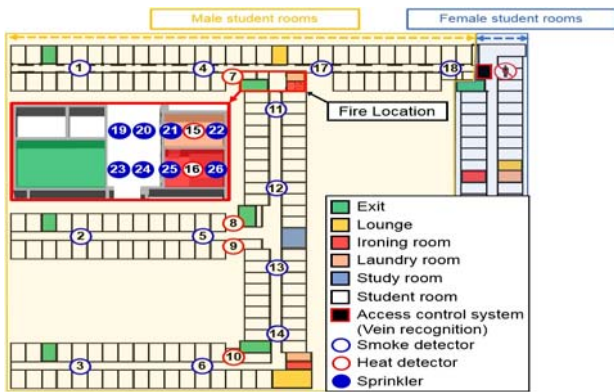 Male student rooms
Female student rooms
1
4
17
18
7
Fire Location
11
19
20
21
15
22
23
24
25
16
26
12
8
2
5
9
13
14
10
3
6
Exit
Lounge
Ironing room
Laundry room
Study room
Student room
Access control system
(Vein recognition)
Smoke detector
Heat detector
Sprinkler